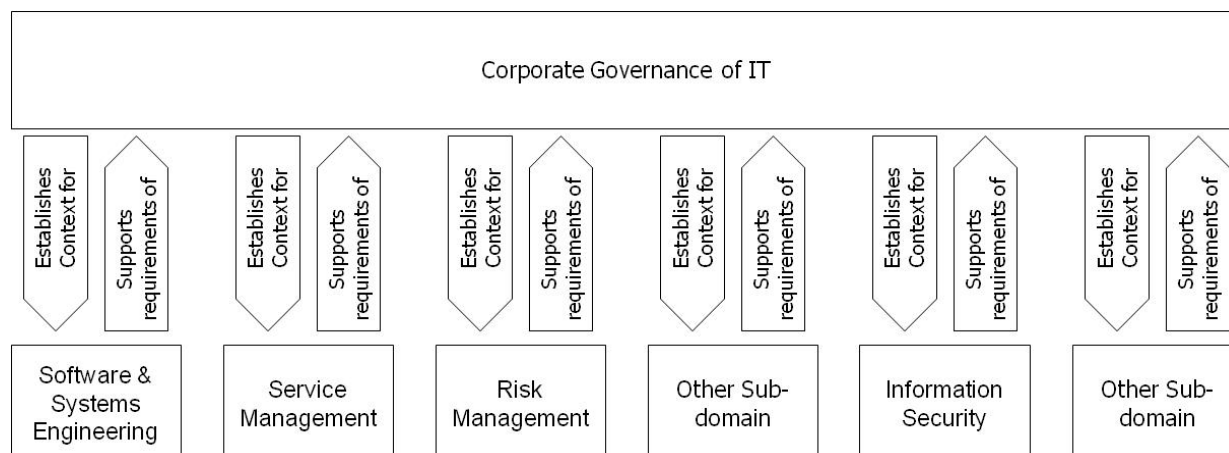 Corporate Governance of IT
Establishes
Context for
Supports
requirements of
Establishes
Context for
Supports
requirements of
Establishes
Context for
Supports
requirements of
Establishes
Context for
Supports
requirements of
Establishes
Context for
Supports
requirements of
Establishes
Context for
Supports
requirements of
Software &
Systems
Engineering
Service
Management
Risk
Management
Other Sub-
domain
Information
Security
Other Sub-
domain